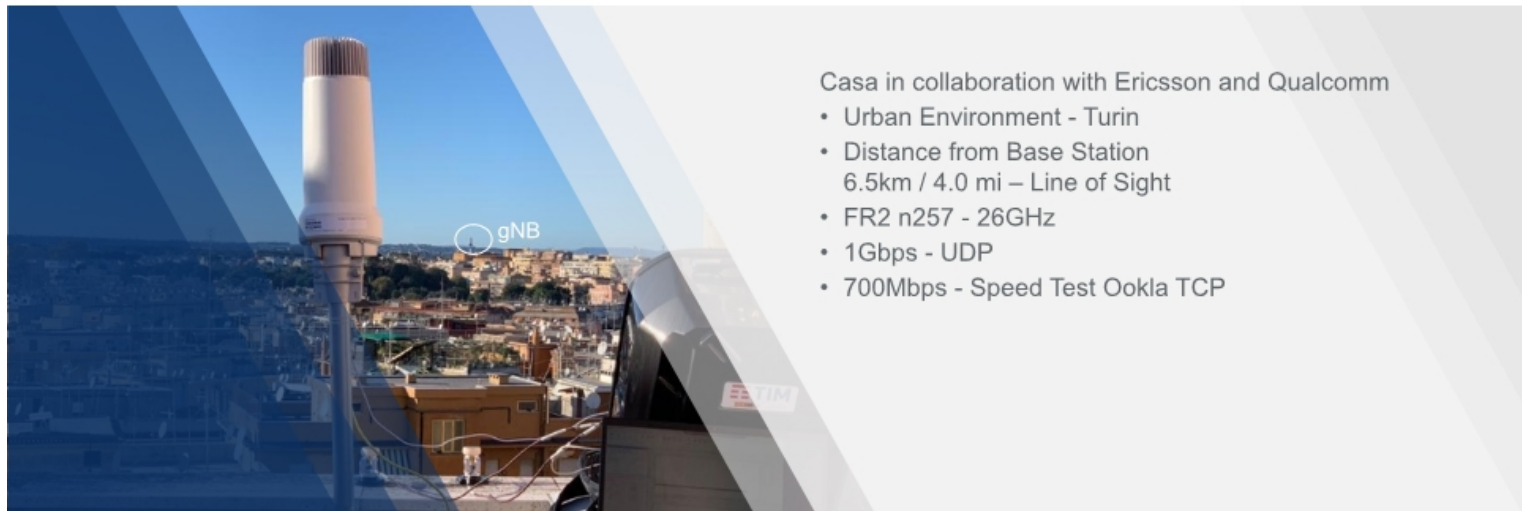 Casa in collaboration with Ericsson and Qualcomm
• Urban Environment - Turin
• Distance from Base Station
6.5km / 4.0 mi – Line of Sight
• FR2 n257 - 26GHz
• 1Gbps - UDP
• 700Mbps - Speed Test Ookla TCP
gNB
TIM